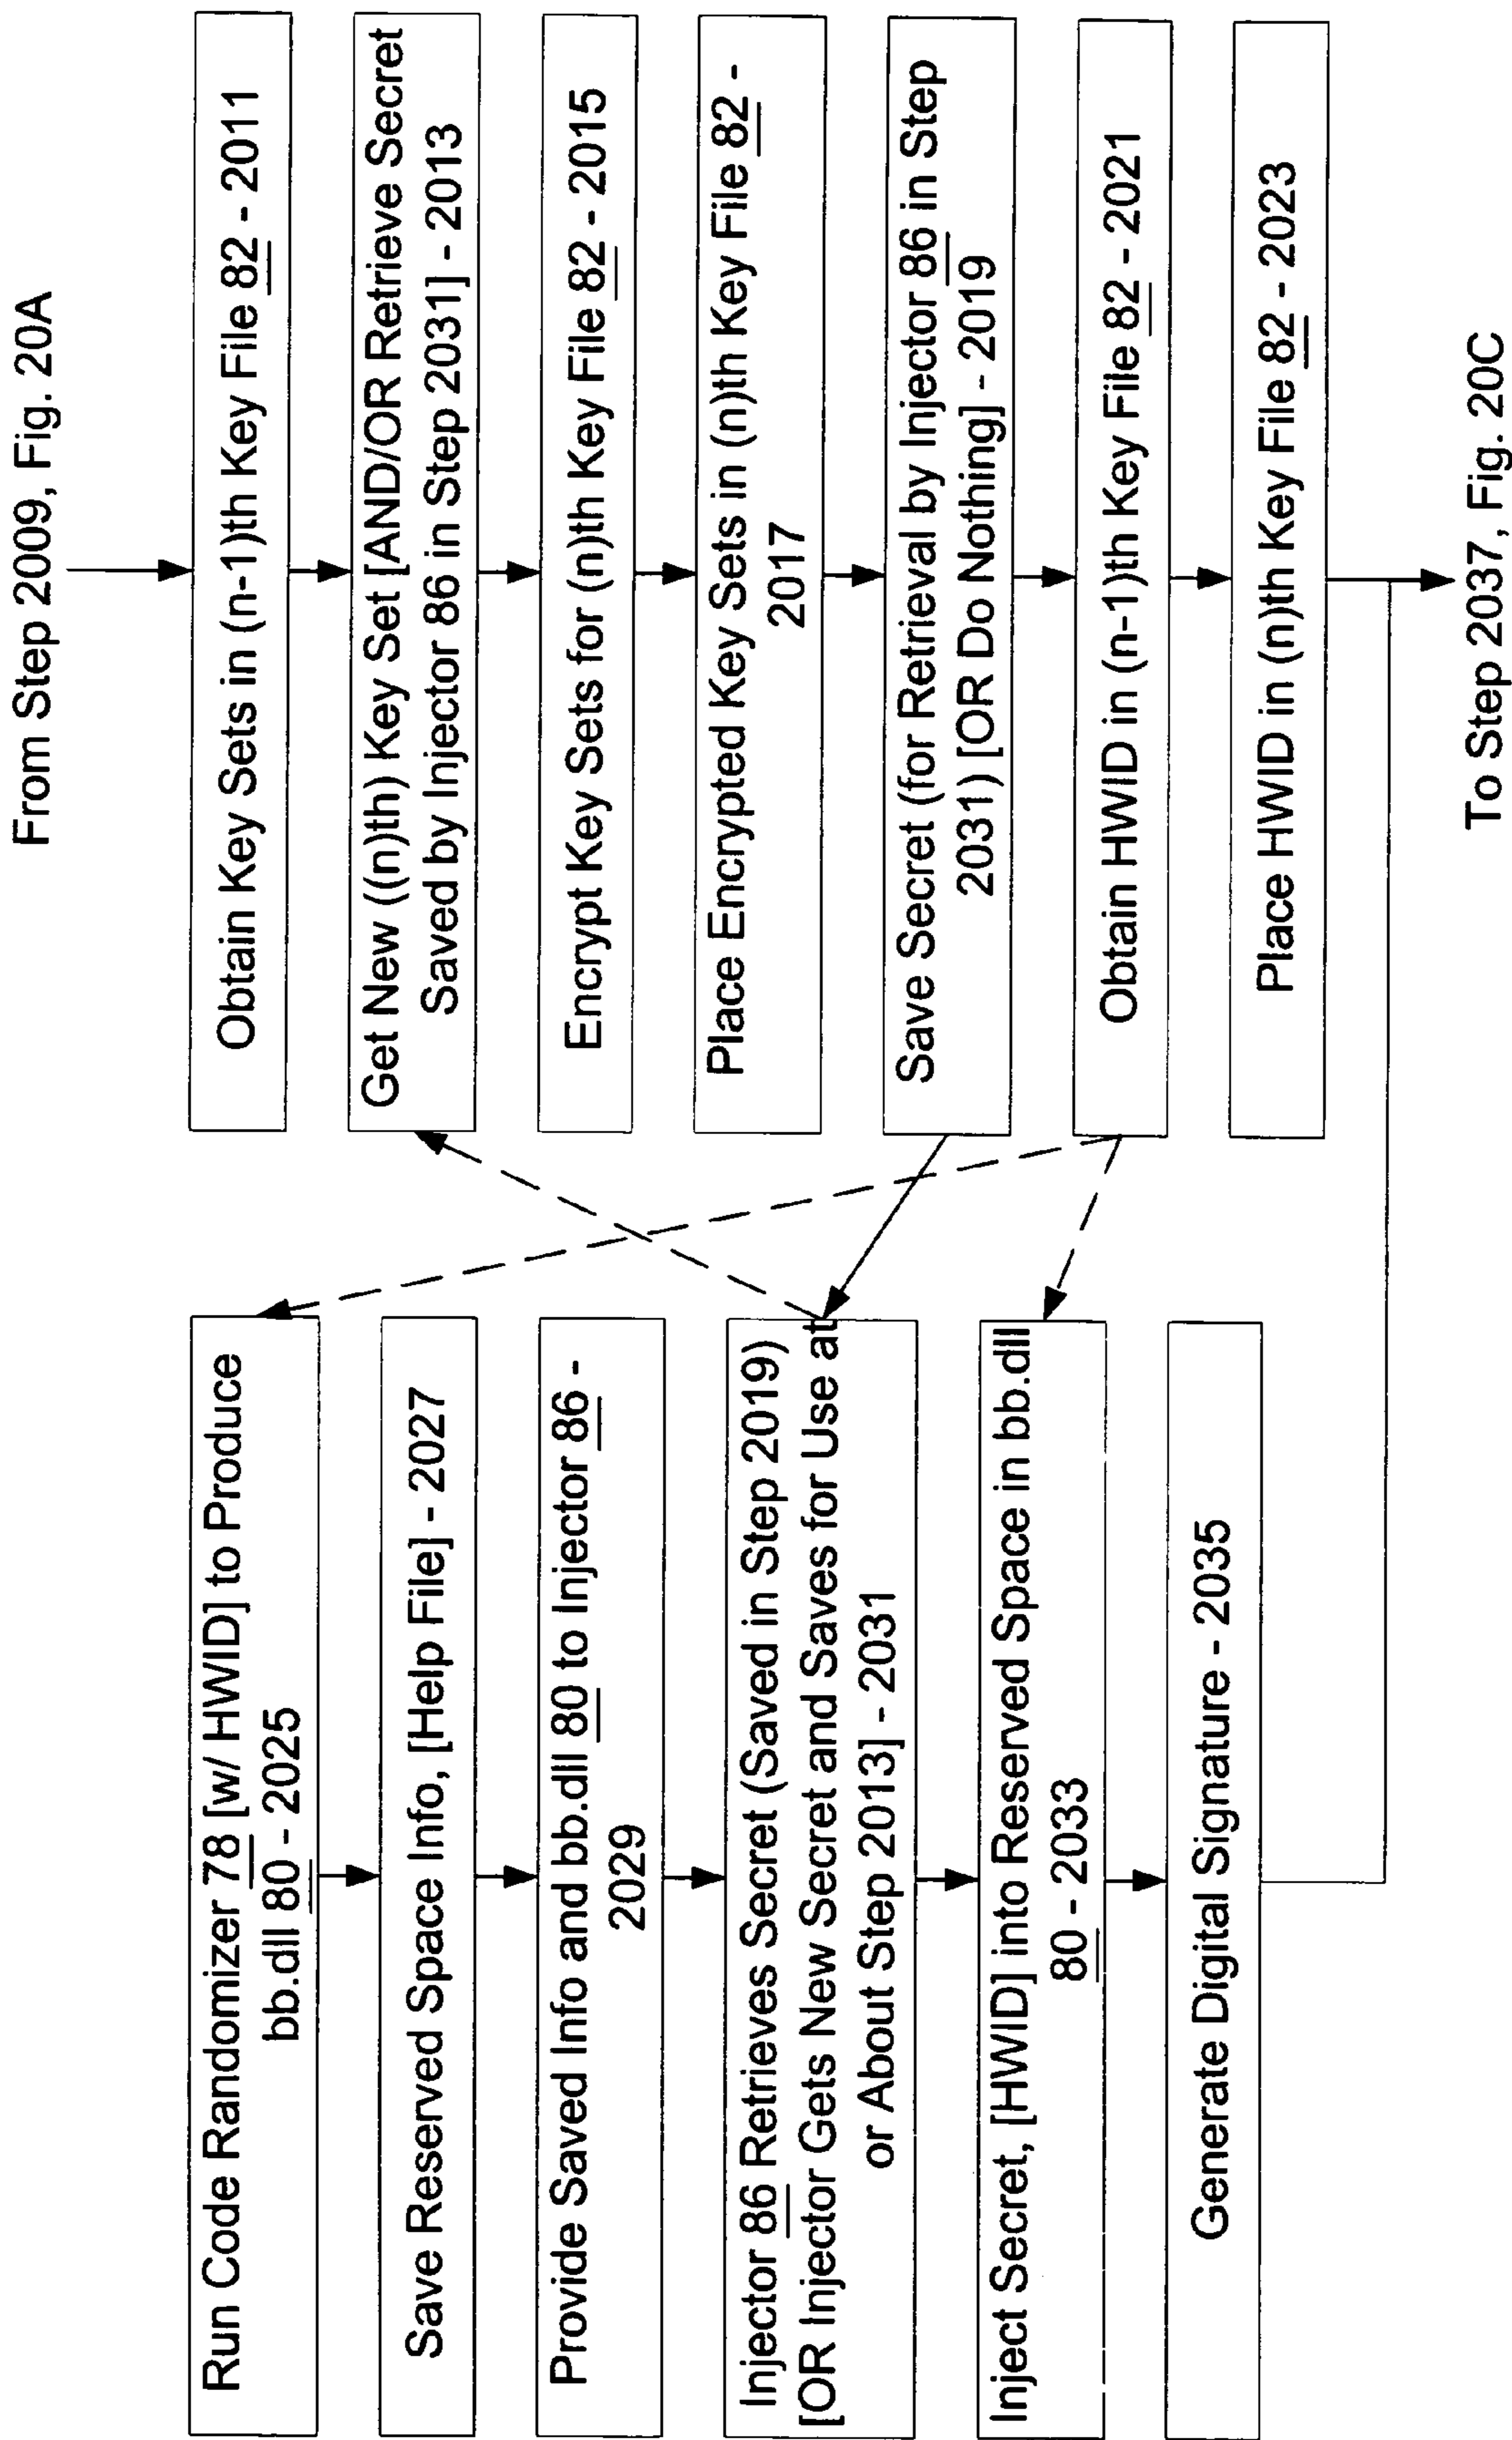 From Step 2009, Fig. 20A
Obtain Key Sets in (n-1)th Key File 82 - 2011
Get New ((n)th) Key Set [AND/OR Retrieve Secret
Saved by Injector 86 in Step 2031] - 2013
Encrypt Key Sets for (n)th Key File 82 - 2015
Place Encrypted Key Sets in (n)th Key File 82 -
2017
Save Secret (for Retrieval by Injector 86 in Step
2031) [OR Do Nothing] - 2019
Obtain HWID in (n-1)th Key File 82 - 2021
Place HWID in (n)th Key File 82 - 2023
Run Code Randomizer 78 [w/ HWID] to Produce
bb.dll 80 - 2025
Save Reserved Space Info, [Help File] - 2027
Provide Saved Info and bb.dll 80 to Injector 86 -
2029
Injector 86 Retrieves Secret (Saved in Step 2019)
[OR Injector Gets New Secret and Saves for Use at
or About Step 2013] - 2031
Inject Secret, [HWID] into Reserved Space in bb.dll
80 - 2033
Generate Digital Signature - 2035
To Step 2037, Fig. 20C